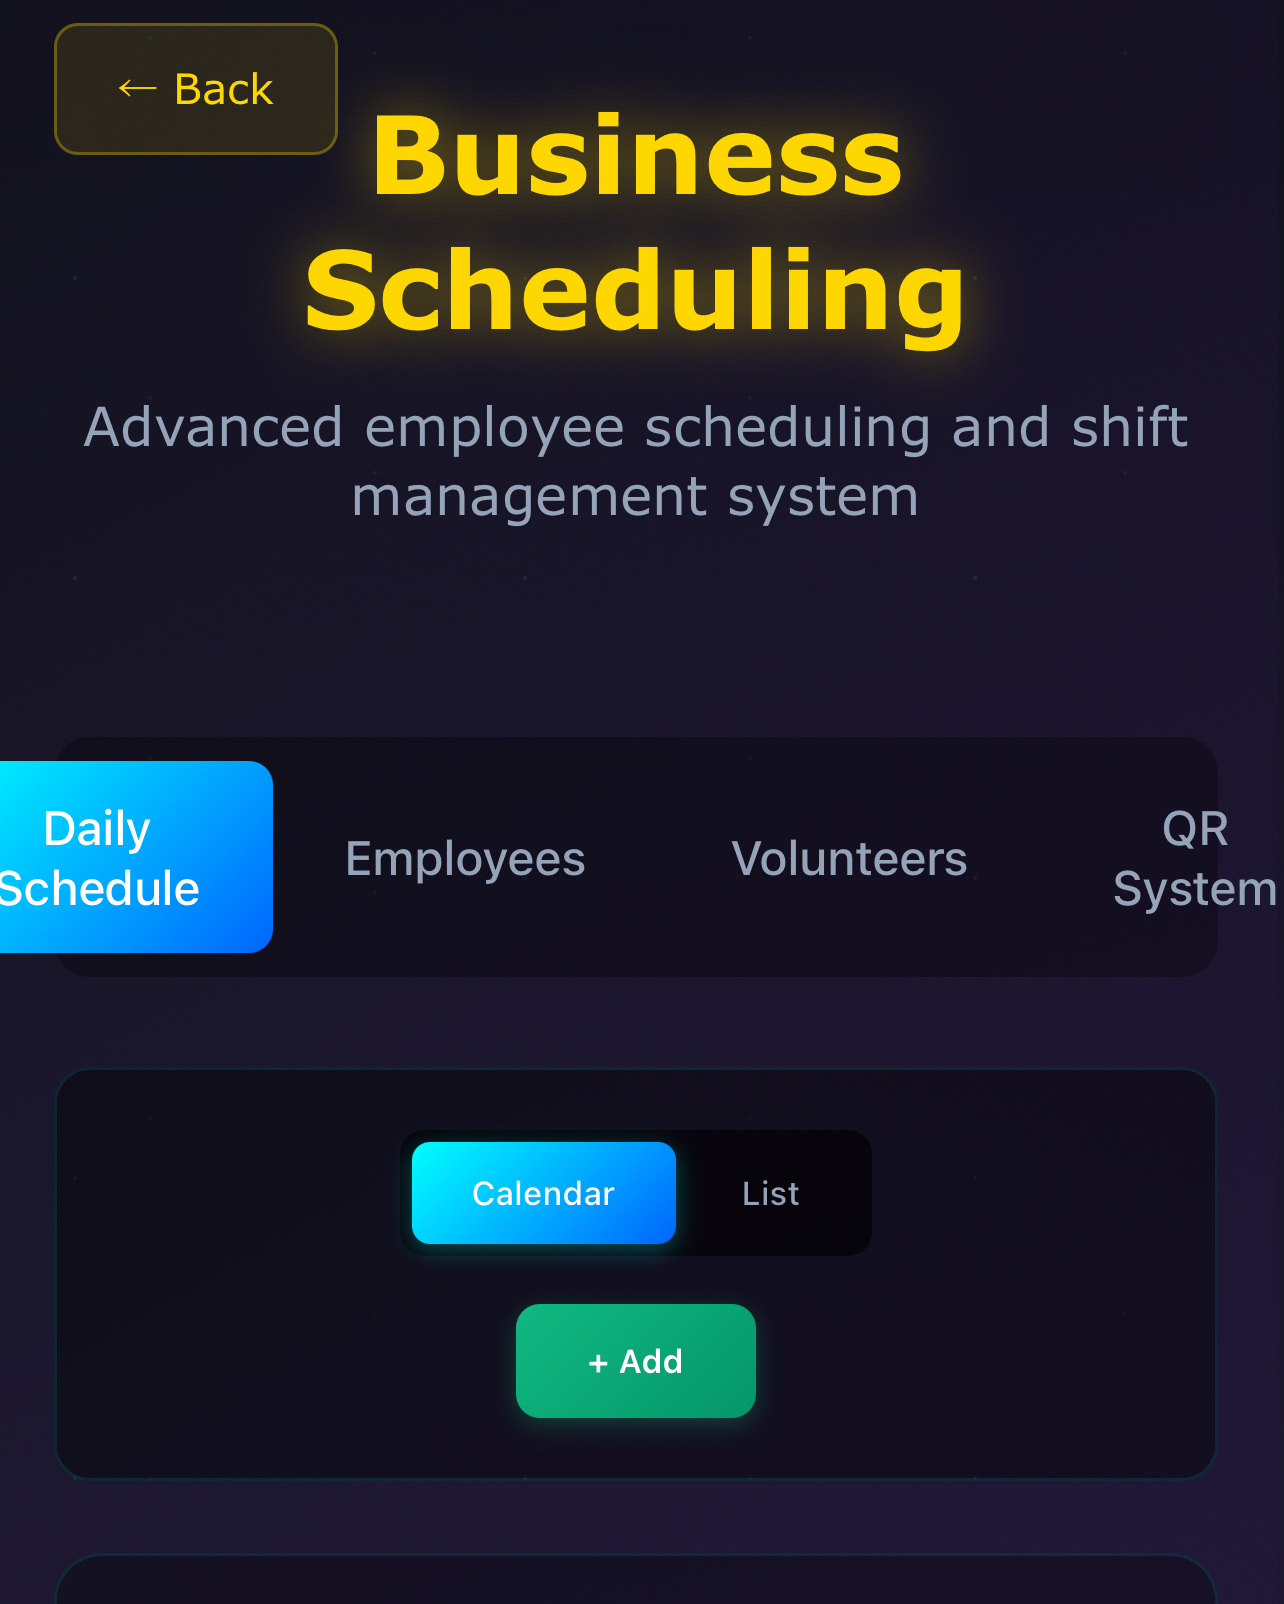 ← Back
Business
Scheduling
Advanced employee scheduling and shift
management system
Daily
Schedule
Employees
Volunteers
QR
System
Calendar
List
+ Add